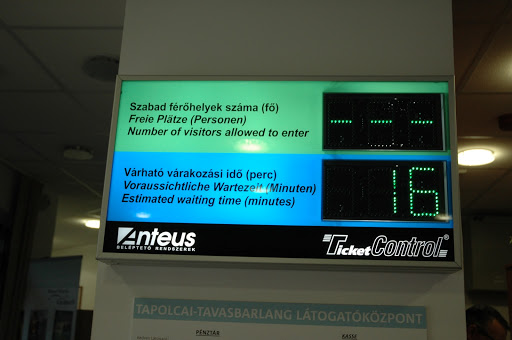 Szabad férőhelyek száma (fő)
Freie Plätze (Personen)
Number of visitors allowed to enter
---
Várható várakozási idő (perc)
Voraussichtliche Wartezeit (Minuten)
Estimated waiting time (minutes)
16
Anteus
BELÉPTETŐ RENDSZEREK
TicketControl®
TAPOLCAI-TAVASBARLANG LÁTOGATÓKÖZPONT
PÉNZTÁR